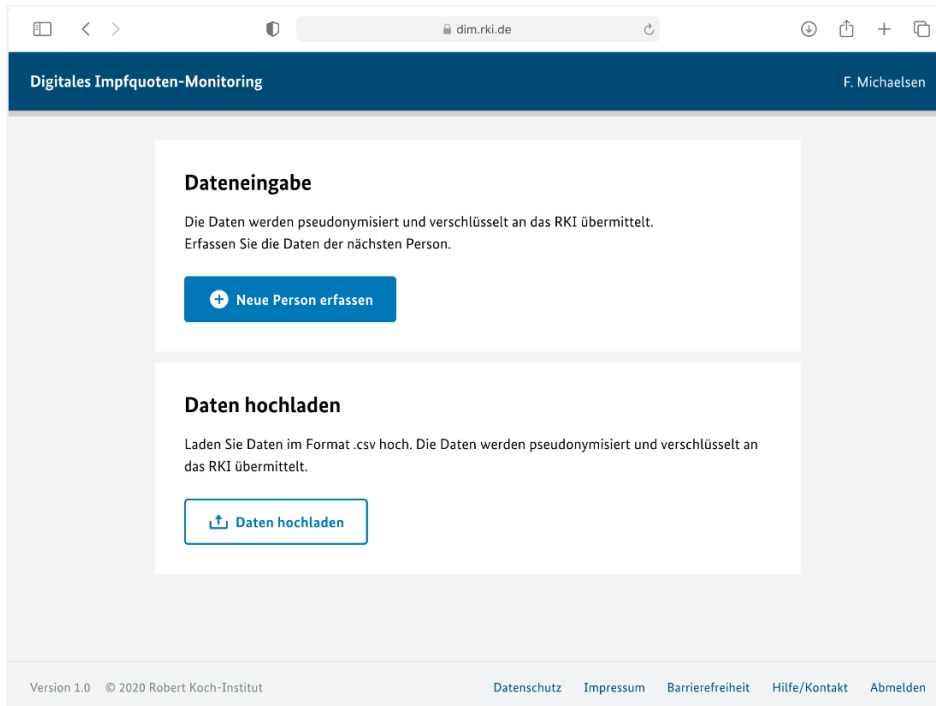 dim.rki.de
Digitales Impfquoten-Monitoring
F. Michaelsen
Dateneingabe
Die Daten werden pseudonymisiert und verschlüsselt an das RKI übermittelt.
Erfassen Sie die Daten der nächsten Person.
Neue Person erfassen
Daten hochladen
Laden Sie Daten im Format .csv hoch. Die Daten werden pseudonymisiert und verschlüsselt an
das RKI übermittelt.
Daten hochladen
Version 1.0 © 2020 Robert Koch-Institut
Datenschutz Impressum Barrierefreiheit Hilfe/Kontakt Abmelden